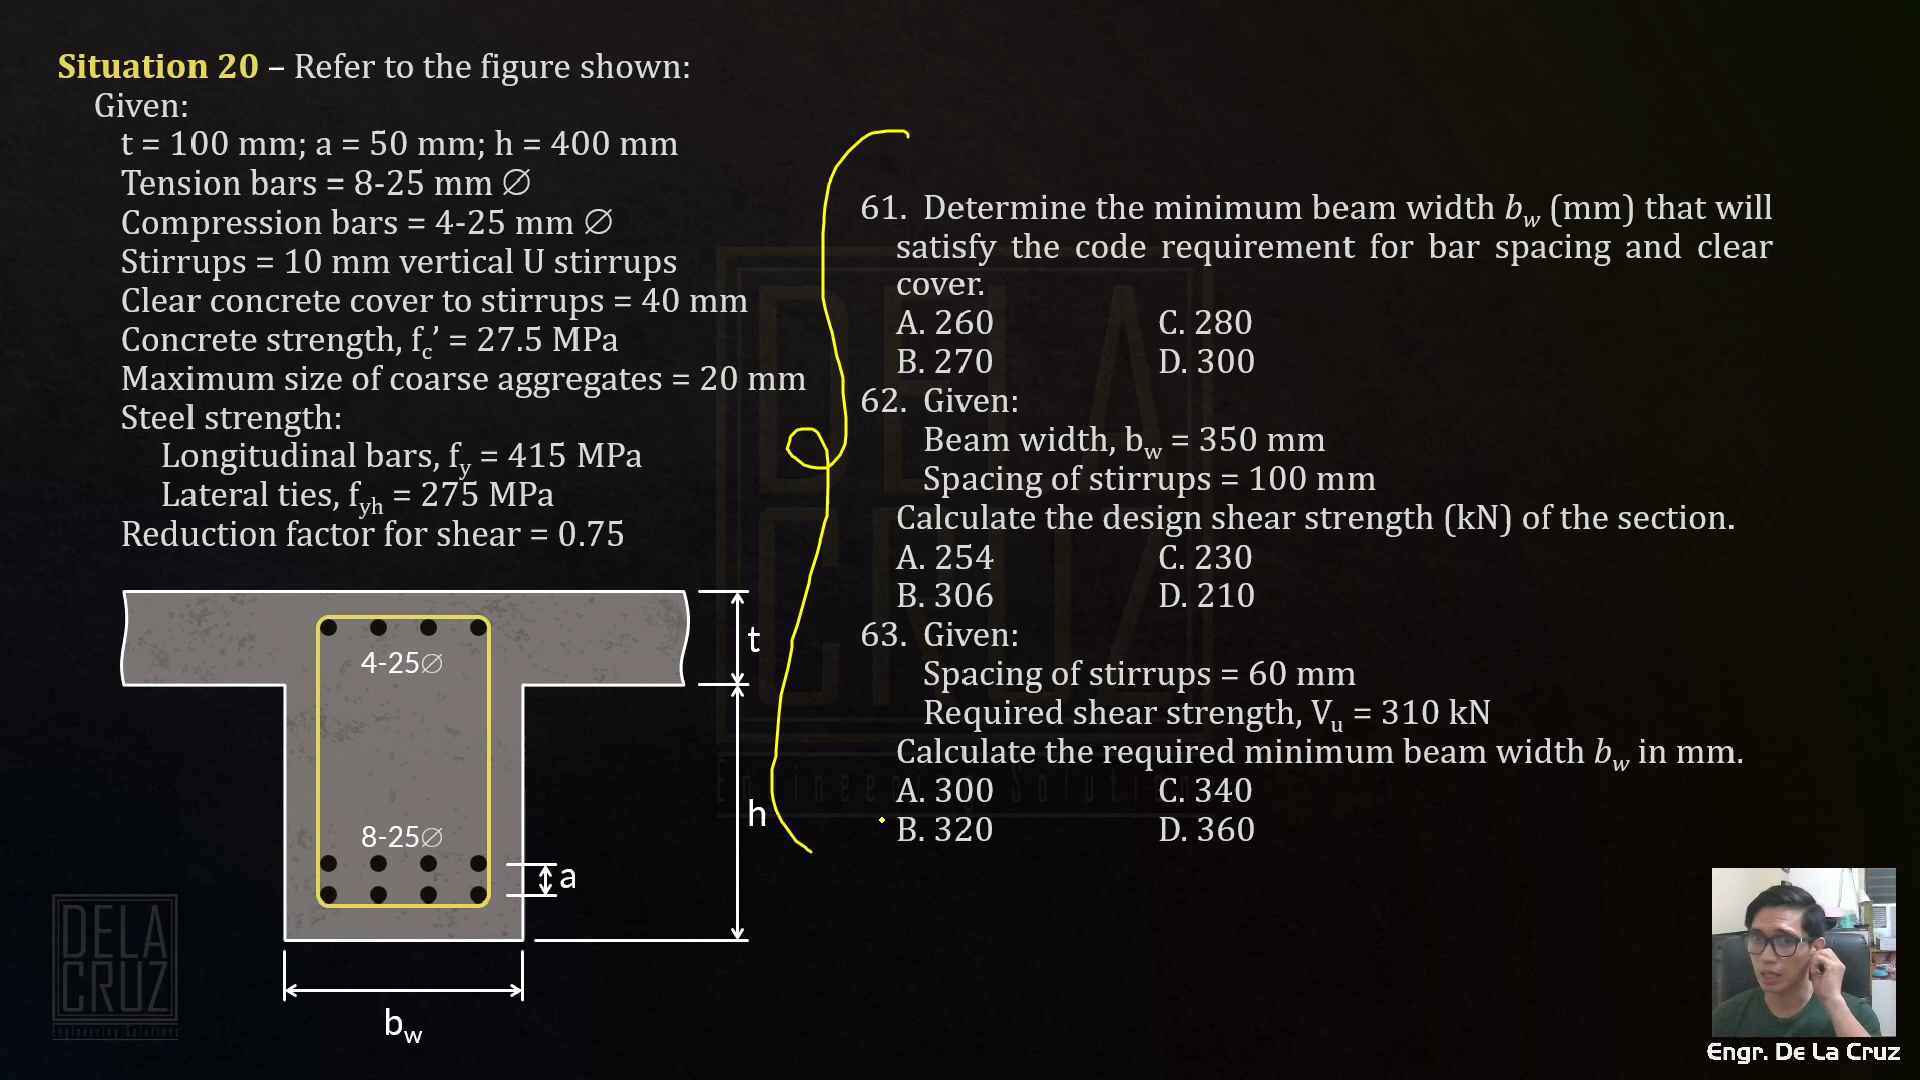 Situation 20 – Refer to the figure shown:
Given:
t = 100 mm; a = 50 mm; h = 400 mm
Tension bars = 8-25 mm ∅
Compression bars = 4-25 mm ∅
Stirrups = 10 mm vertical U stirrups
Clear concrete cover to stirrups = 40 mm
Concrete strength, fc’ = 27.5 MPa
Maximum size of coarse aggregates = 20 mm
Steel strength:
Longitudinal bars, fy = 415 MPa
Lateral ties, fyh = 275 MPa
Reduction factor for shear = 0.75
4-25∅
t
8-25∅
h
a
bw
61. Determine the minimum beam width bw (mm) that will
satisfy the code requirement for bar spacing and clear
cover.
A. 260 C. 280
B. 270 D. 300
62. Given:
Beam width, bw = 350 mm
Spacing of stirrups = 100 mm
Calculate the design shear strength (kN) of the section.
A. 254 C. 230
B. 306 D. 210
63. Given:
Spacing of stirrups = 60 mm
Required shear strength, Vu = 310 kN
Calculate the required minimum beam width bw in mm.
A. 300 C. 340
B. 320 D. 360
DELA
CRUZ
Engineering Solutions
DELA
CRUZ
Engineering Solutions
Engr. De La Cruz